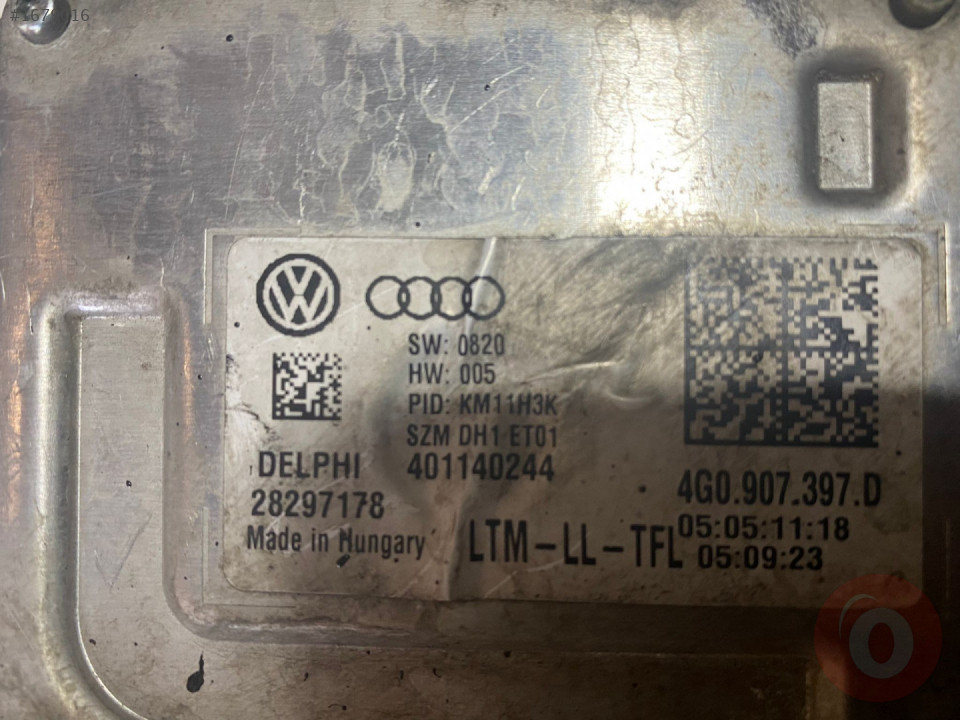 SW: 0820
HW: 005
PID: KM11H3K
SZM DH1 ET01
DELPHI 401140244
28297178
Made in Hungary
LTM-LL-TFL
4G0.907.397.D
05:05:11:18
05:09:23